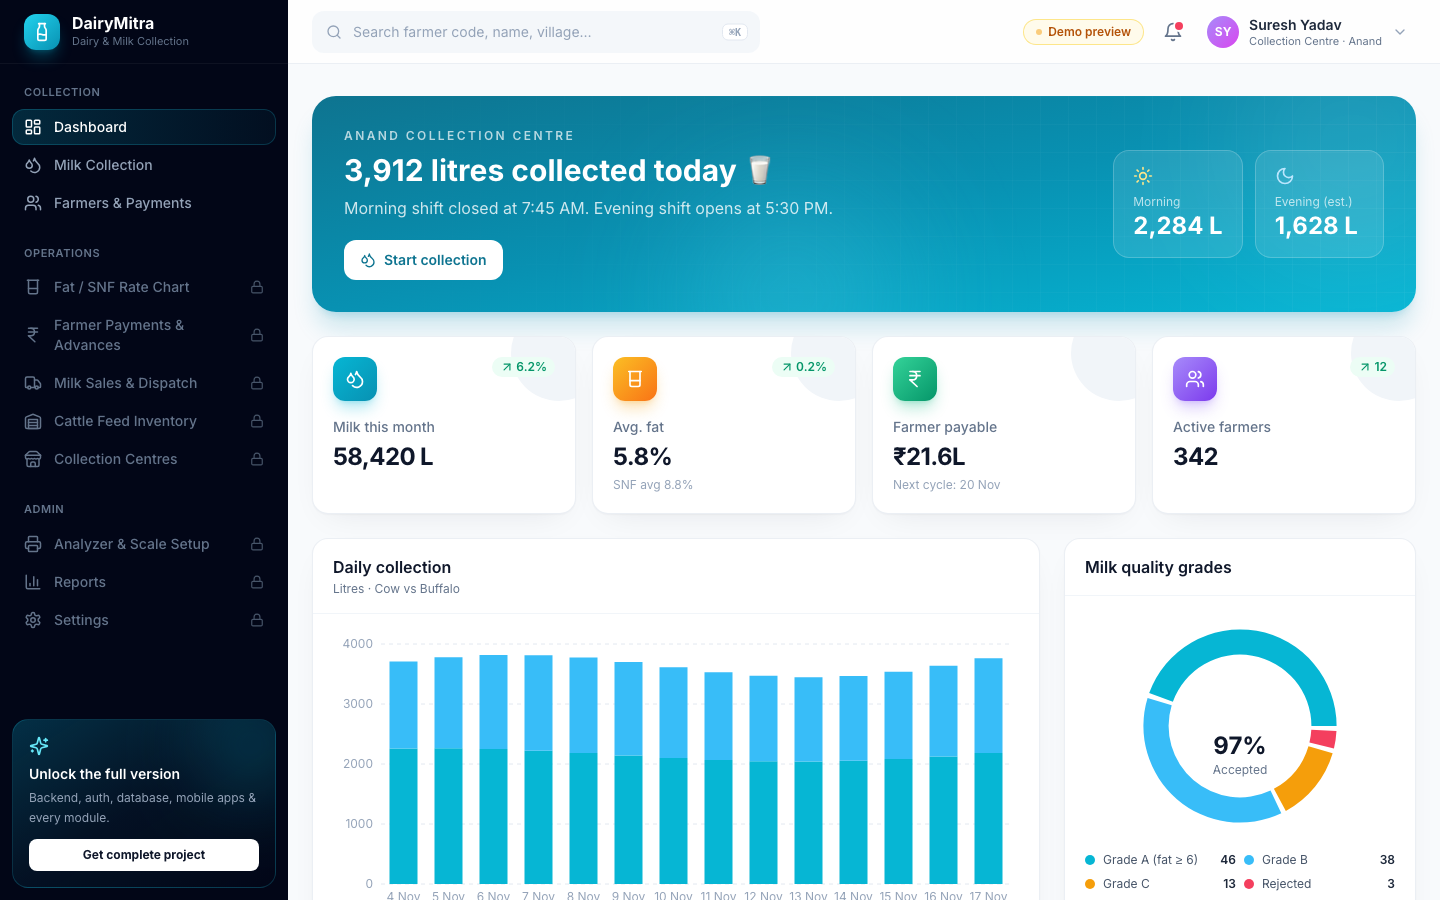 DairyMitra
Dairy & Milk Collection
COLLECTION
Dashboard
Milk Collection
Farmers & Payments
OPERATIONS
Fat / SNF Rate Chart
Farmer Payments &
Advances
Milk Sales & Dispatch
Cattle Feed Inventory
Collection Centres
ADMIN
Analyzer & Scale Setup
Reports
Settings
Unlock the full version
Backend, auth, database, mobile apps &
every module.
Get complete project
Search farmer code, name, village...
⌘K
Demo preview
SY
Suresh Yadav
Collection Centre · Anand
ANAND COLLECTION CENTRE
3,912 litres collected today 🥛
Morning shift closed at 7:45 AM. Evening shift opens at 5:30 PM.
Start collection
Morning
2,284 L
Evening (est.)
1,628 L
6.2%
Milk this month
58,420 L
0.2%
Avg. fat
5.8%
SNF avg 8.8%
₹
Farmer payable
₹21.6L
Next cycle: 20 Nov
12
Active farmers
342
Daily collection
Litres · Cow vs Buffalo
4000
3000
2000
1000
0
4 Nov 5 Nov 6 Nov 7 Nov 8 Nov 9 Nov 10 Nov 11 Nov 12 Nov 13 Nov 14 Nov 15 Nov 16 Nov 17 Nov
Milk quality grades
97%
Accepted
Grade A (fat ≥ 6) 46
Grade B 38
Grade C 13
Rejected 3